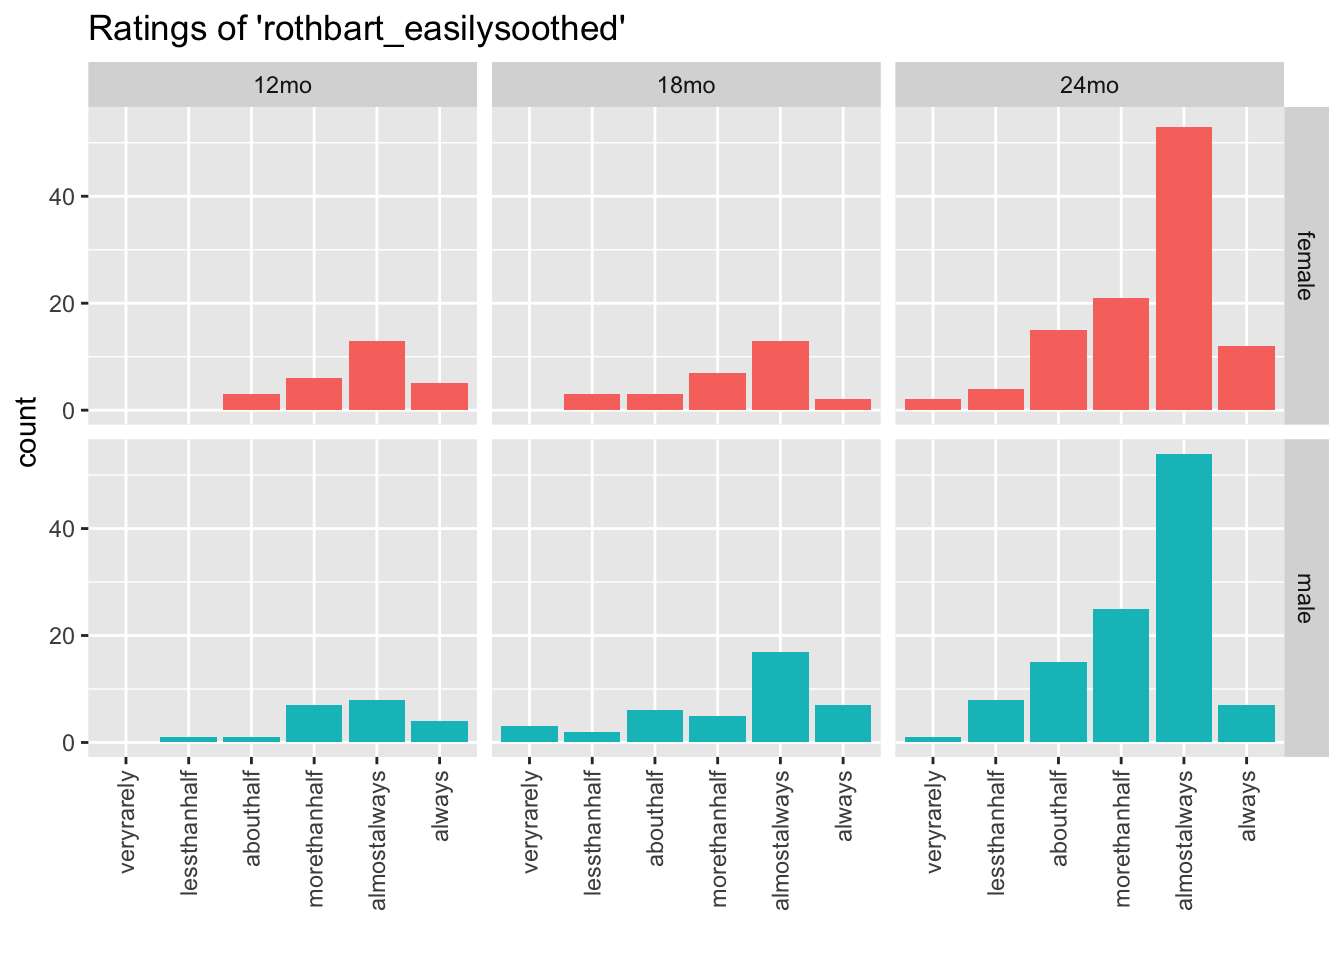 Ratings of 'rothbart_easilysoothed'
12mo
18mo
24mo
40
20
0
female
count
40
20
0
male
veryrarely
lessthanhalf
abouthalf
morethanhalf
almostalways
always
veryrarely
lessthanhalf
abouthalf
morethanhalf
almostalways
always
veryrarely
lessthanhalf
abouthalf
morethanhalf
almostalways
always